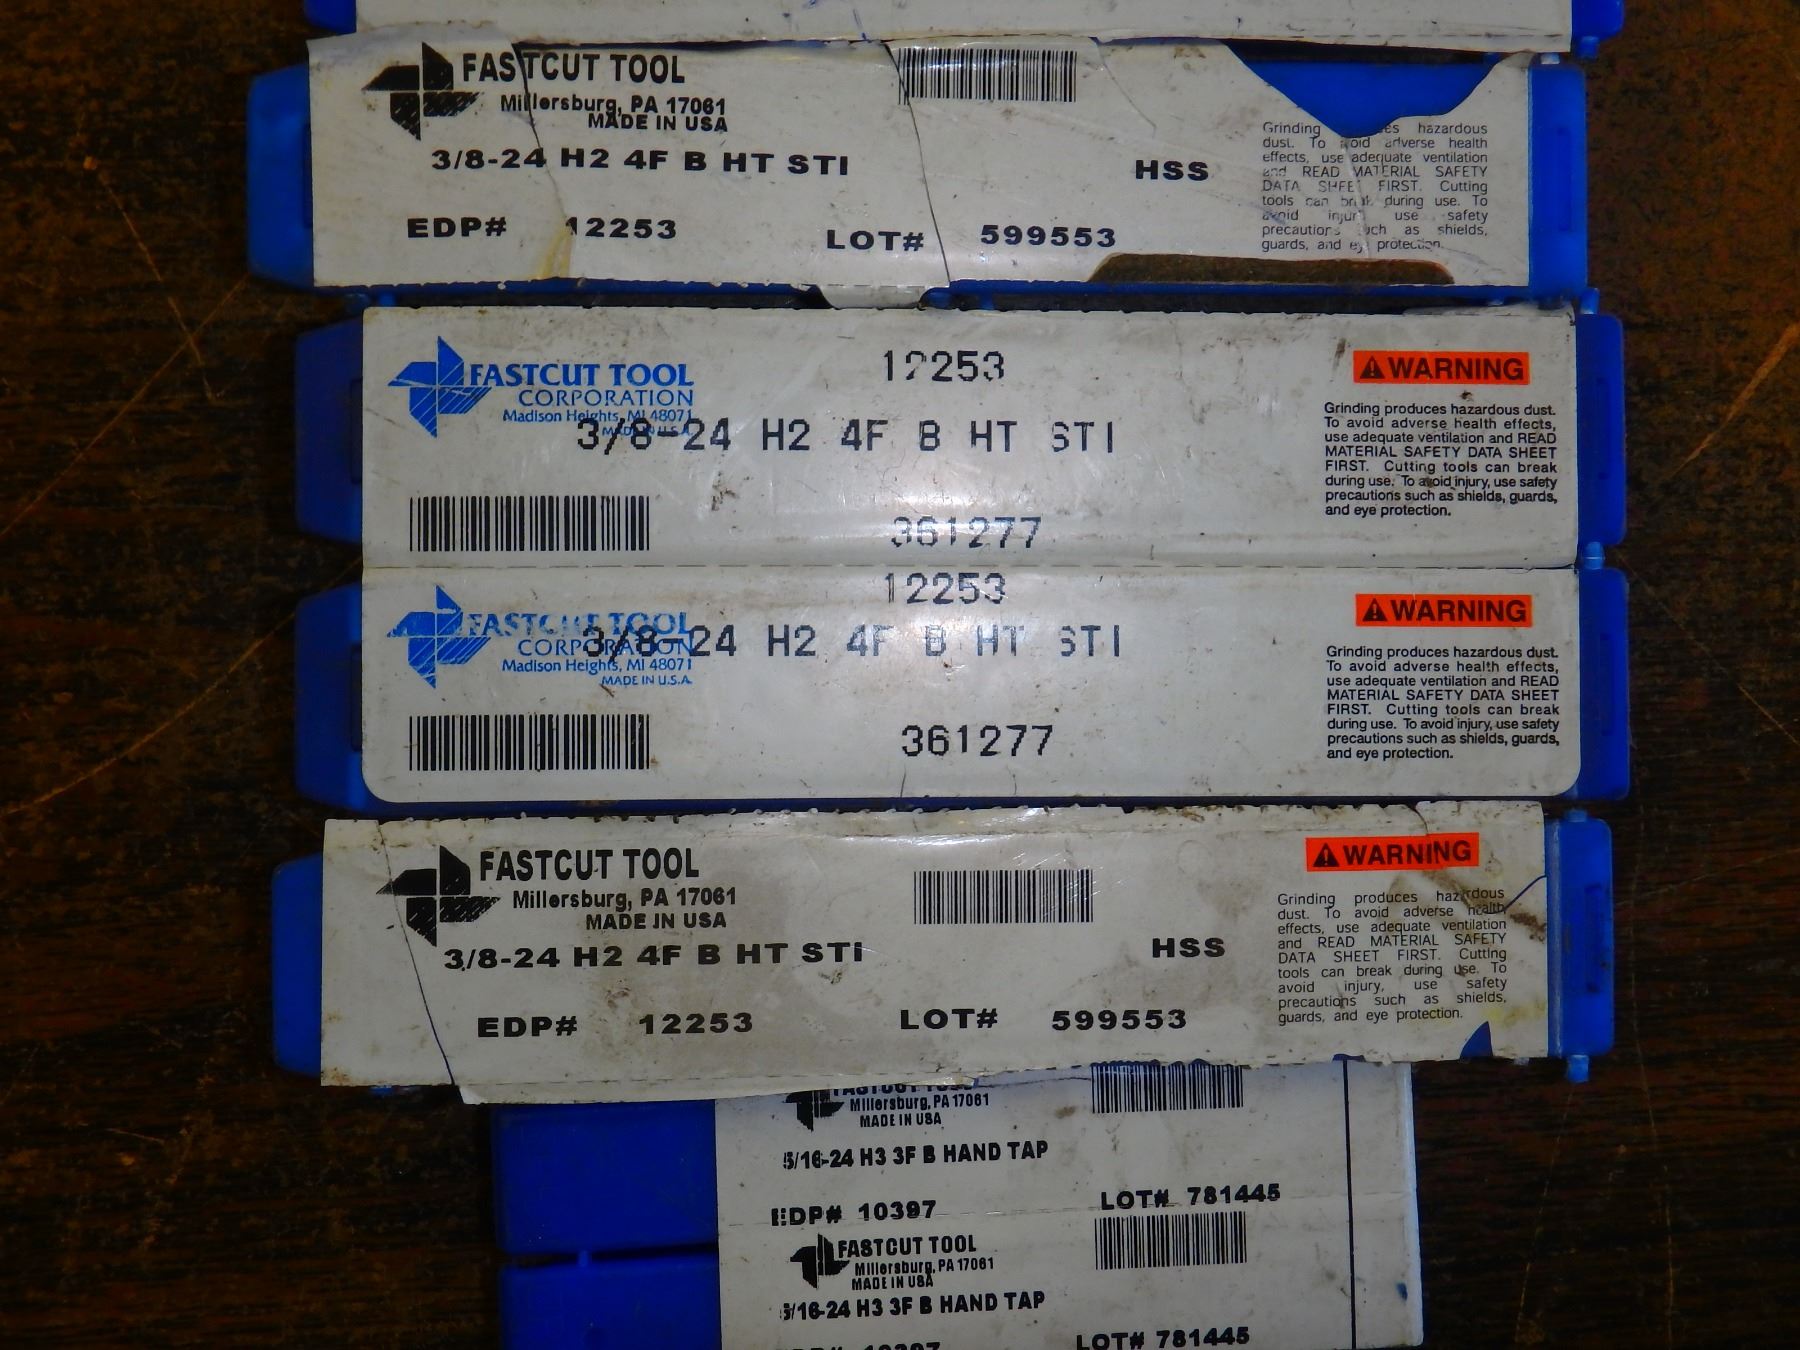 FASTCUT TOOL
Millersburg, PA 17061
MADE IN USA
3/8-24 H2 4F B HT STI
HSS
EDP# 12253
LOT# 599553
Grinding hazardous
dust. To avoid adverse health
effects, use adequate ventilation
and READ MATERIAL SAFETY
DATA SHEET FIRST. Cutting
tools can break during use. To
avoid injury, use safety
precautions such as shields,
guards, and eye protection.
FASTCUT TOOL
CORPORATION
Madison Heights, MI 48071
MADE IN U.S.A.
12253
3/8-24 H2 4F B HT STI
361277
WARNING
Grinding produces hazardous dust.
To avoid adverse health effects,
use adequate ventilation and READ
MATERIAL SAFETY DATA SHEET
FIRST. Cutting tools can break
during use. To avoid injury, use safety
precautions such as shields, guards,
and eye protection.
FASTCUT TOOL
CORPORATION
Madison Heights, MI 48071
MADE IN U.S.A.
12253
3/8-24 H2 4F B HT STI
361277
WARNING
Grinding produces hazardous dust.
To avoid adverse health effects,
use adequate ventilation and READ
MATERIAL SAFETY DATA SHEET
FIRST. Cutting tools can break
during use. To avoid injury, use safety
precautions such as shields, guards,
and eye protection.
FASTCUT TOOL
Millersburg, PA 17061
MADE IN USA
3/8-24 H2 4F B HT STI
HSS
EDP# 12253
LOT# 599553
WARNING
Grinding produces hazardous
dust. To avoid adverse health
effects, use adequate ventilation
and READ MATERIAL SAFETY
DATA SHEET FIRST. Cutting
tools can break during use. To
avoid injury, use safety
precautions such as shields,
guards, and eye protection.
FASTCUT TOOL
Millersburg, PA 17061
MADE IN USA
5/16-24 H3 3F B HAND TAP
EDP# 10397
LOT# 781445
FASTCUT TOOL
Millersburg, PA 17061
MADE IN USA
5/16-24 H3 3F B HAND TAP
EDP# 10397
LOT# 781445